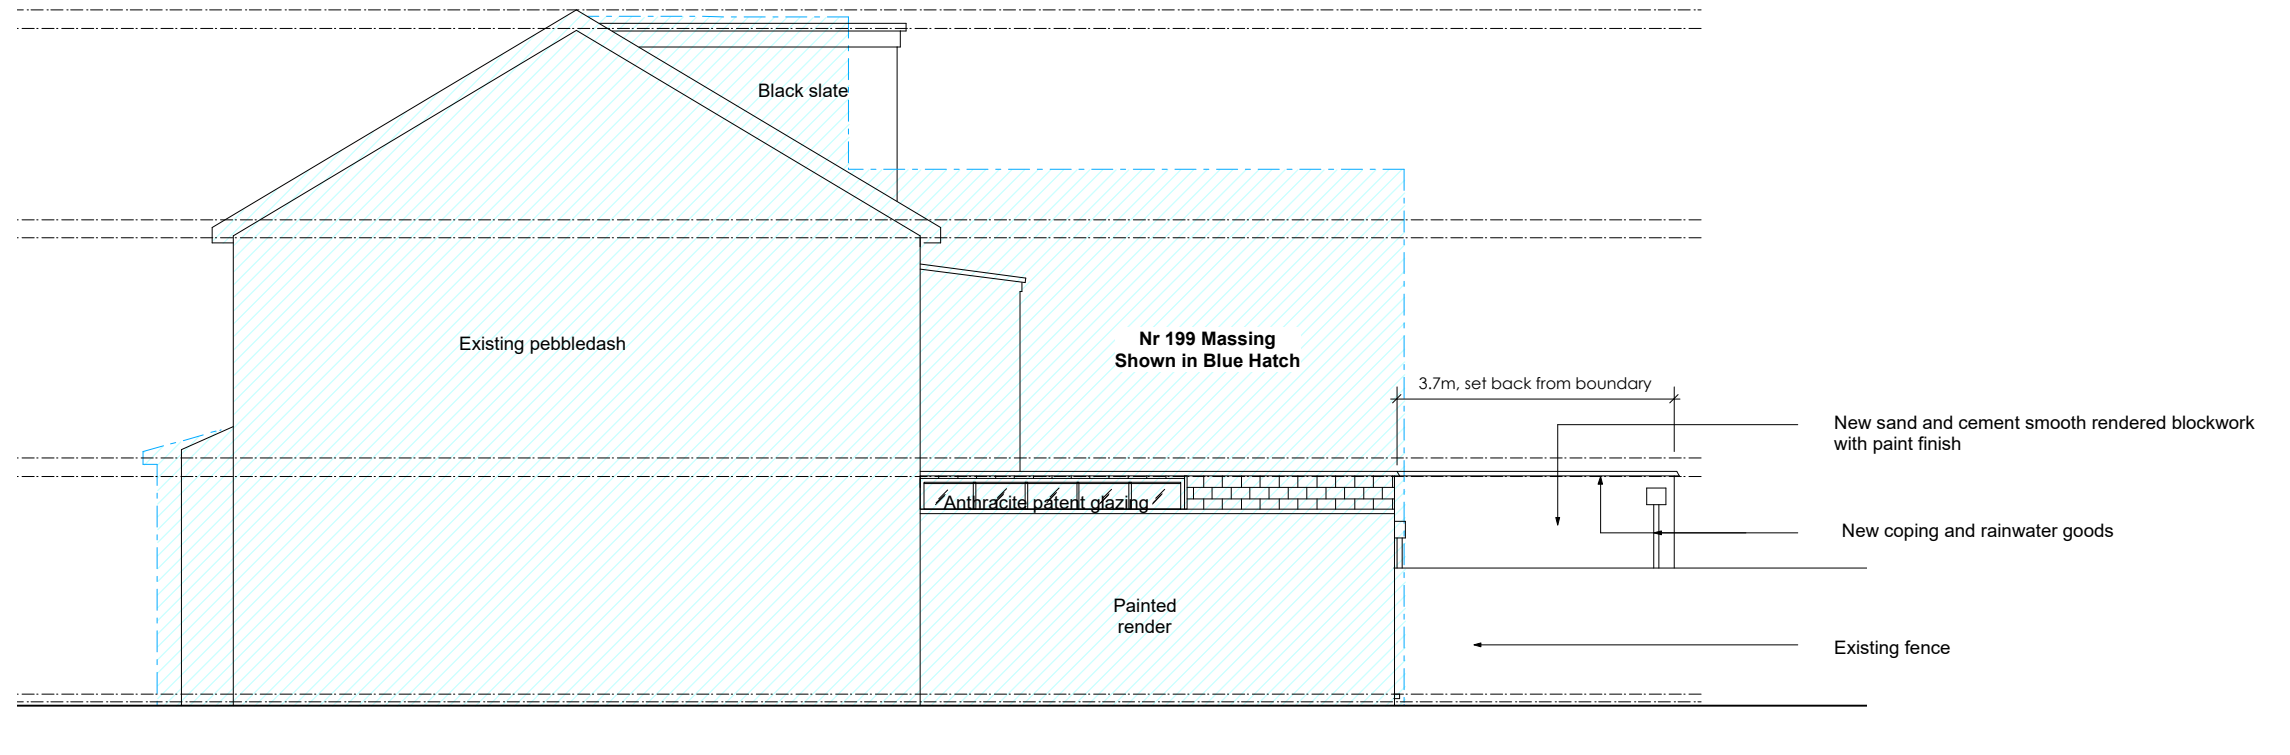 Black slate
Existing pebbledash
Nr 199 Massing
Shown in Blue Hatch
3.7m, set back from boundary
New sand and cement smooth rendered blockwork
with paint finish
Anthracite patent glazing
New coping and rainwater goods
Painted
render
Existing fence